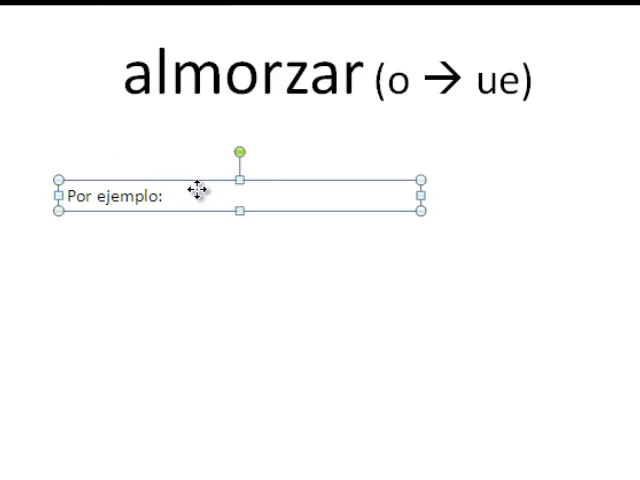 almorzar (o → ue)
Por ejemplo: